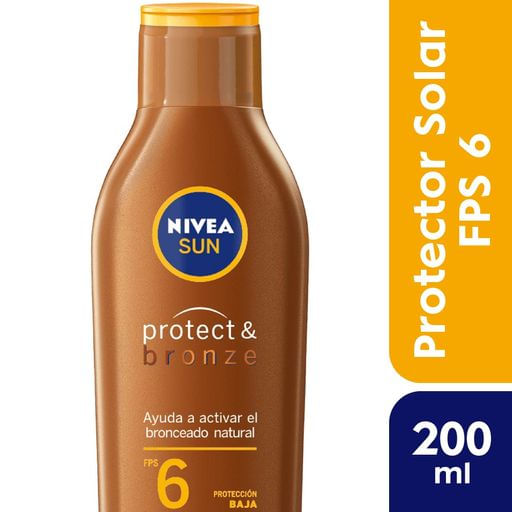 NIVEA
SUN
protect &
bronze
Ayuda a activar el
bronceado natural
FPS
6
PROTECCIÓN
BAJA
Protector Solar
FPS 6
200
ml